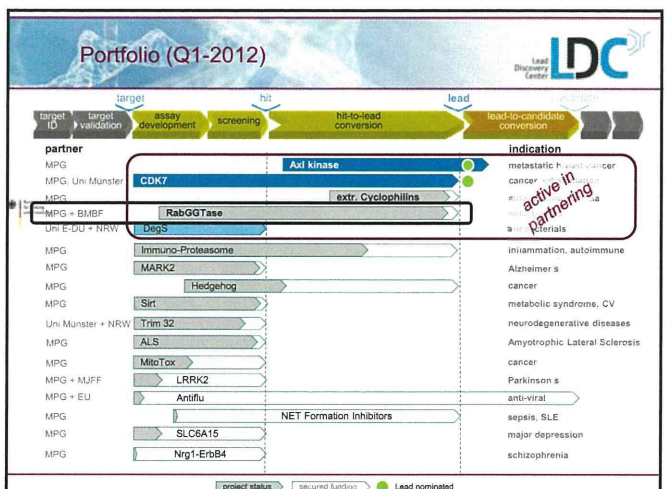 Portfolio (Q1-2012)
Lead
Discovery
Center
LDC
target hit lead candidate
target ID target validation assay development screening hit-to-lead conversion lead-to-candidate conversion
partner indication
MPG Axl kinase metastatic breast cancer
MPG, Uni Münster CDK7 cancer
MPG extr. Cyclophilins
MPG + BMBF RabGGTase
active in
partnering
Uni E-DU + NRW DegS
MPG Immuno-Proteasome inflammation, autoimmune
MPG MARK2 Alzheimer s
MPG Hedgehog cancer
MPG Sirt metabolic syndrome, CV
Uni Münster + NRW Trim 32 neurodegenerative diseases
MPG ALS Amyotrophic Lateral Sclerosis
MPG MitoTox cancer
MPG + MJFF LRRK2 Parkinson s
MPG + EU Antiflu anti-viral
MPG NET Formation Inhibitors sepsis, SLE
MPG SLC6A15 major depression
MPG Nrg1-ErbB4 schizophrenia
project status secured funding Lead nominated